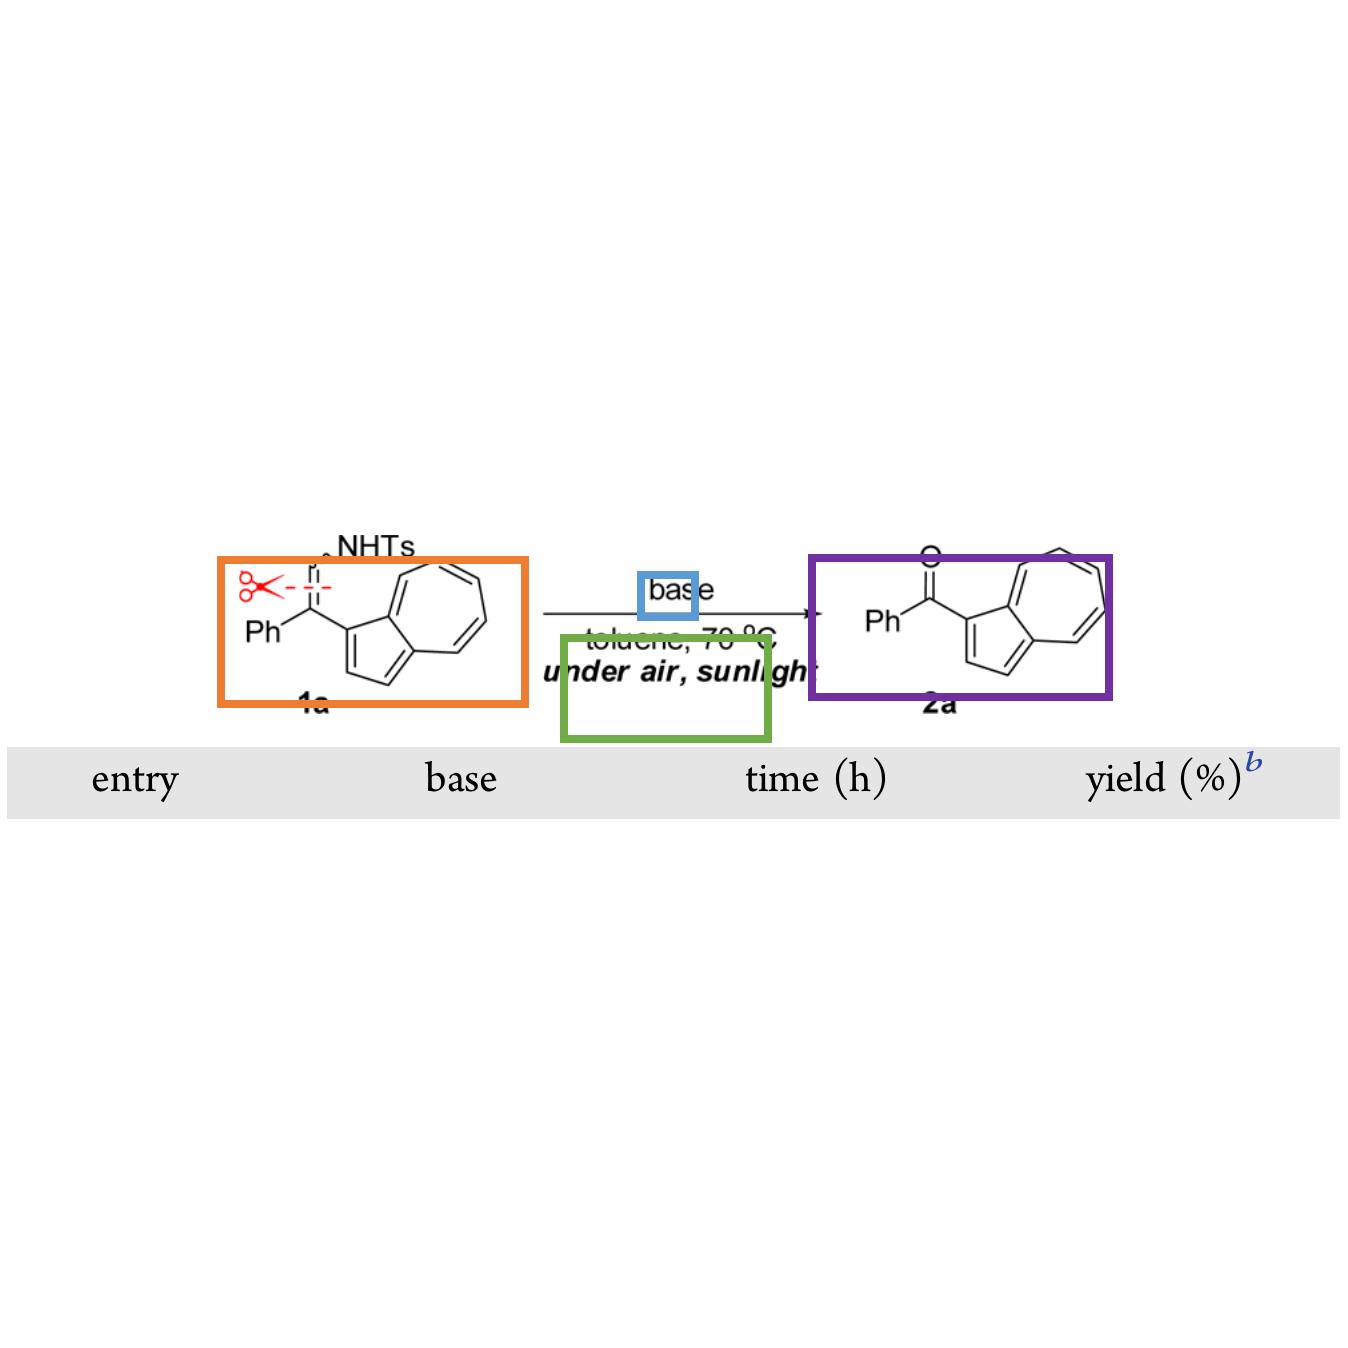 NHTs
Ph
1a
base
toluene, 70 °C
under air, sunlight
O
Ph
2a
entry base time (h) yield (%)b